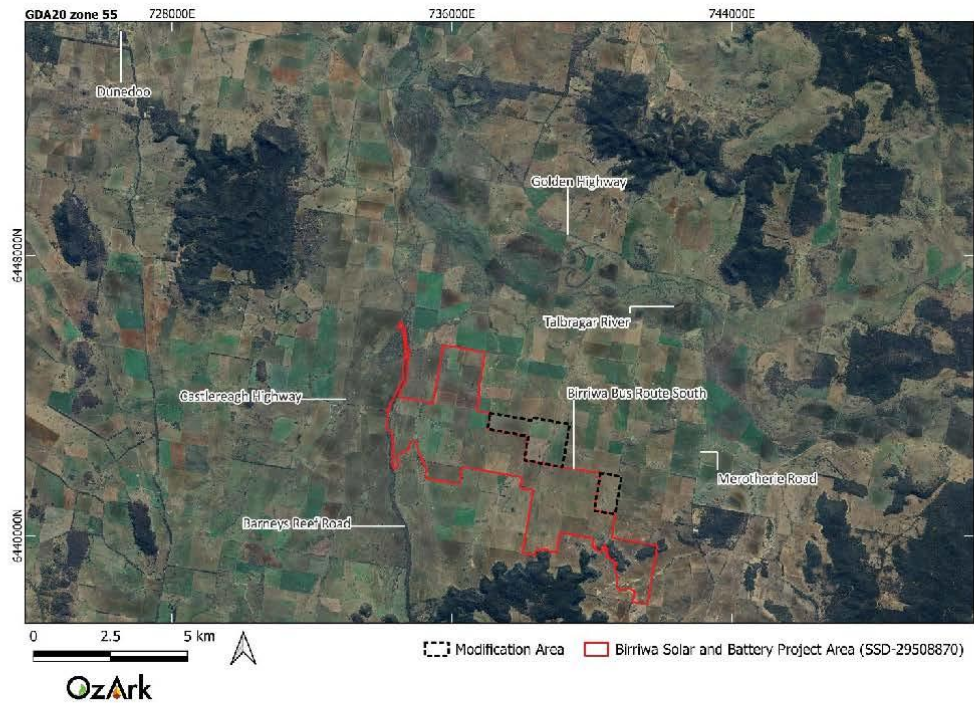 GDA20 zone 55
728000E
736000E
744000E
Dunedoo
Golden Highway
6448000N
Talbragar River
Castlereagh Highway
Birriwa Bus Route South
Merotherie Road
Barneys Reef Road
6440000N
0 2.5 5 km
Modification Area
Birriwa Solar and Battery Project Area (SSD-29508870)
OzArk